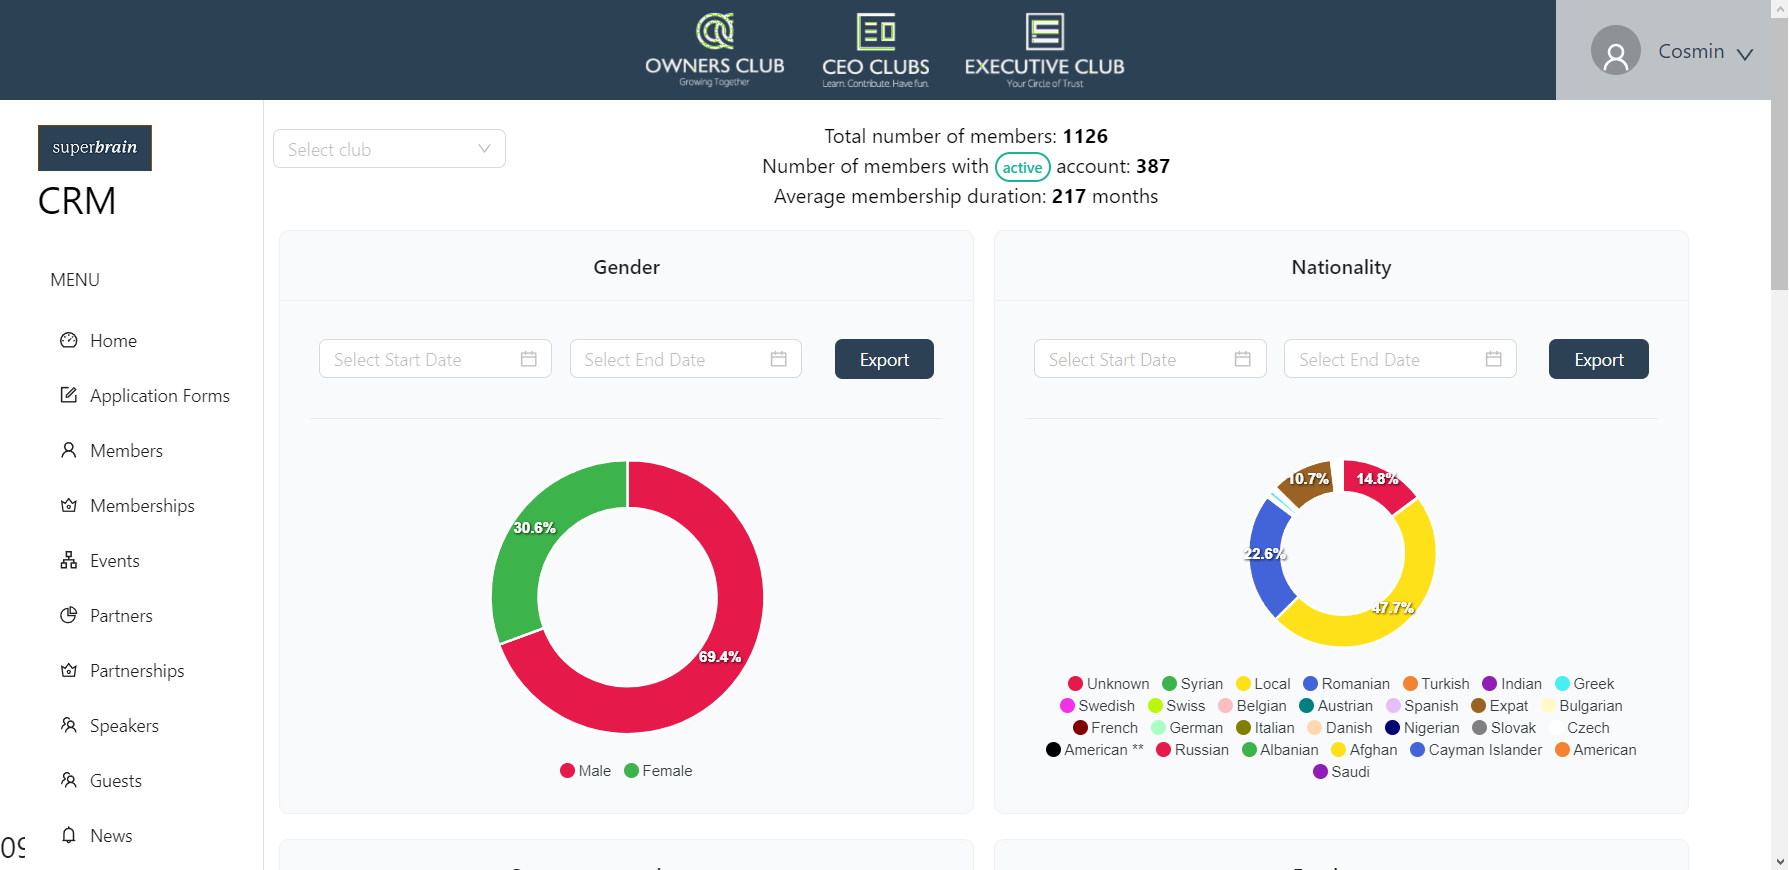 OWNERS CLUB
Growing Together
CEO CLUBS
Learn. Contribute. Have fun.
EXECUTIVE CLUB
Your Circle of Trust
Cosmin
superbrain
CRM
MENU
Home
Application Forms
Members
Memberships
Events
Partners
Partnerships
Speakers
Guests
News
Select club
Total number of members: 1126
Number of members with active account: 387
Average membership duration: 217 months
Gender
Select Start Date
Select End Date
Export
30.6%
69.4%
Male Female
Nationality
Select Start Date
Select End Date
Export
10.7%
14.8%
22.6%
47.7%
Unknown Syrian Local Romanian Turkish Indian Greek
Swedish Swiss Belgian Austrian Spanish Expat Bulgarian
French German Italian Danish Nigerian Slovak Czech
American ** Russian Albanian Afghan Cayman Islander American
Saudi